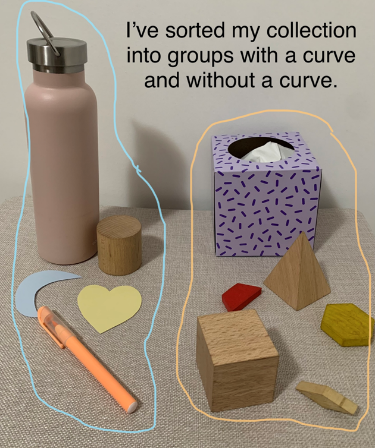 I've sorted my collection
into groups with a curve
and without a curve.